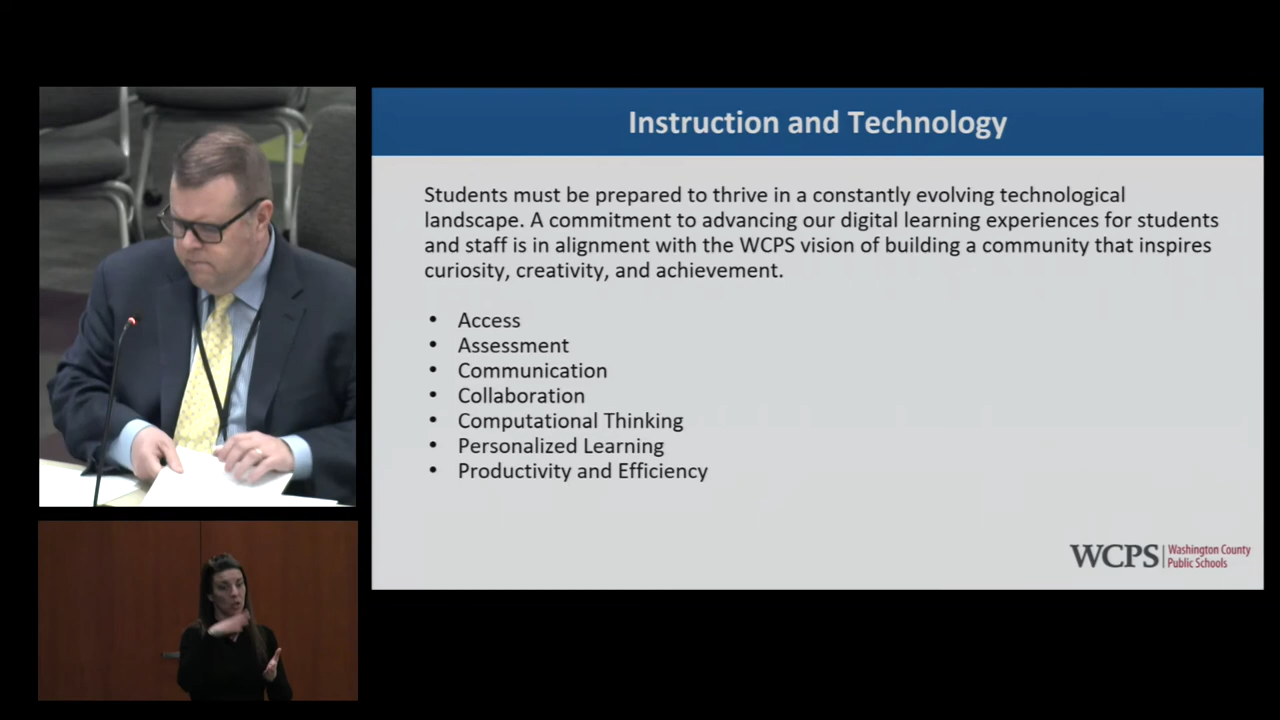 Instruction and Technology
Students must be prepared to thrive in a constantly evolving technological
landscape. A commitment to advancing our digital learning experiences for students
and staff is in alignment with the WCPS vision of building a community that inspires
curiosity, creativity, and achievement.
• Access
• Assessment
• Communication
• Collaboration
• Computational Thinking
• Personalized Learning
• Productivity and Efficiency
WCPS | Washington County
Public Schools